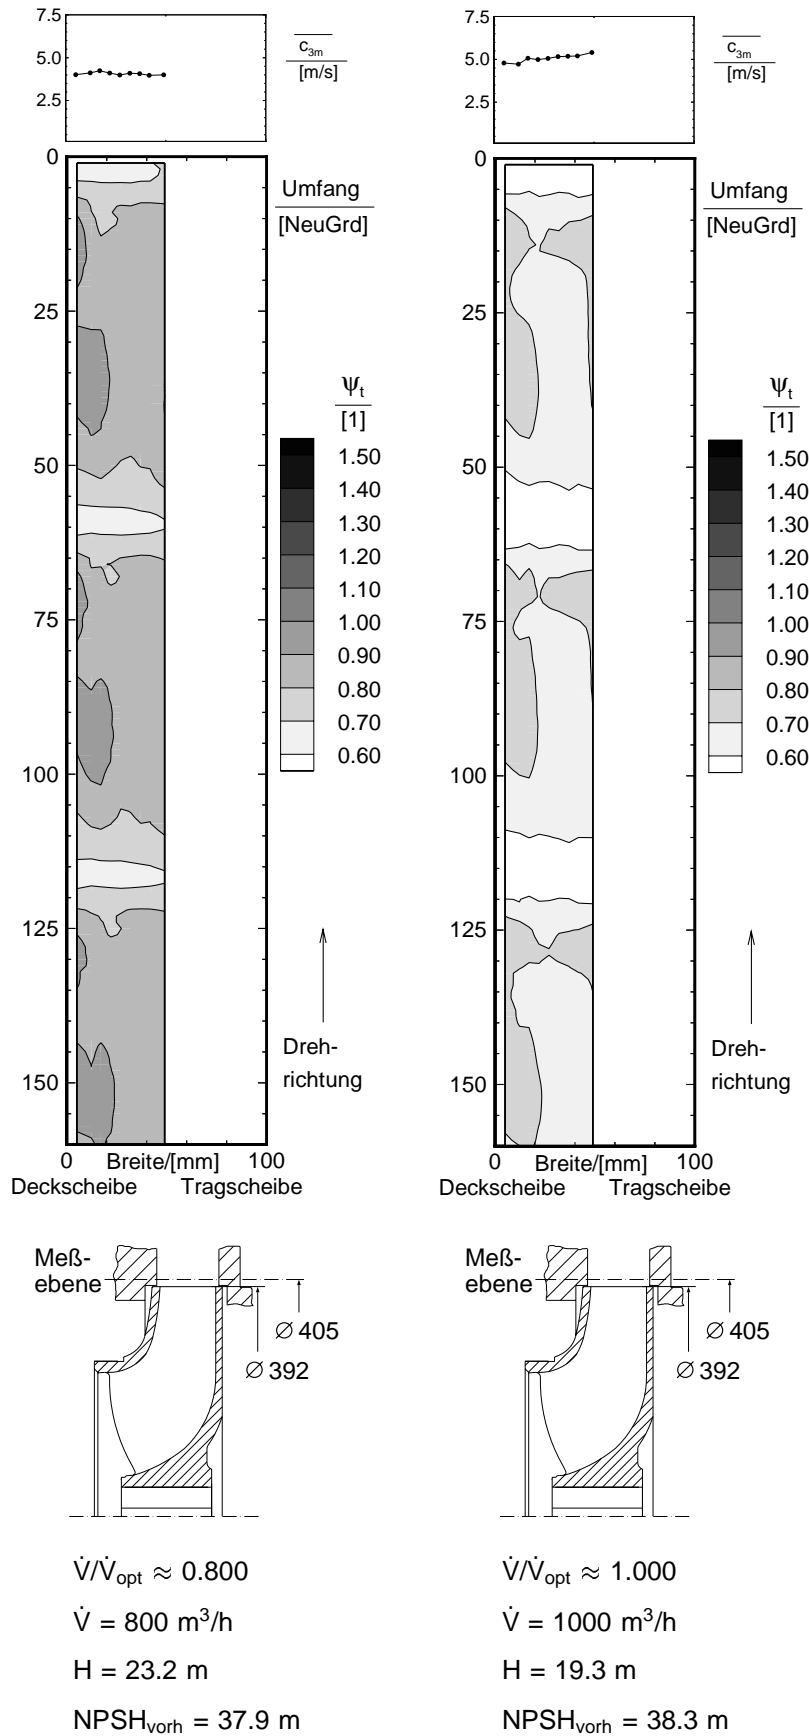 7.5
5.0
2.5
c3m
[m/s]
0
25
50
75
100
125
150
Umfang
[NeuGrd]
Ψt
[1]
1.50
1.40
1.30
1.20
1.10
1.00
0.90
0.80
0.70
0.60
Dreh-
richtung
0 Breite/[mm] 100
Deckscheibe Tragscheibe
Meß-
ebene
∅ 405
∅ 392
V̇/V̇opt ≈ 0.800
V̇ = 800 m³/h
H = 23.2 m
NPSHvorh = 37.9 m
7.5
5.0
2.5
c3m
[m/s]
0
25
50
75
100
125
150
Umfang
[NeuGrd]
Ψt
[1]
1.50
1.40
1.30
1.20
1.10
1.00
0.90
0.80
0.70
0.60
Dreh-
richtung
0 Breite/[mm] 100
Deckscheibe Tragscheibe
Meß-
ebene
∅ 405
∅ 392
V̇/V̇opt ≈ 1.000
V̇ = 1000 m³/h
H = 19.3 m
NPSHvorh = 38.3 m